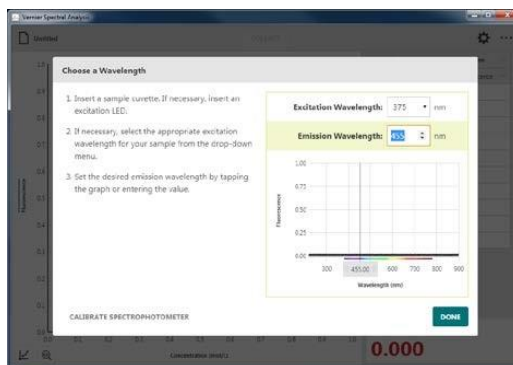 Vernier Spectral Analysis
Untitled
Choose a Wavelength
1. Insert a sample cuvette. If necessary, insert an
excitation LED.
2. If necessary, select the appropriate excitation
wavelength for your sample from the drop-down
menu.
3. Set the desired emission wavelength by tapping
the graph or entering the value.
Excitation Wavelength: 375 nm
Emission Wavelength: 455 nm
1.00
0.75
0.50
0.25
0.00
Fluorescence
300 455.00 600 700 800 900
Wavelength (nm)
CALIBRATE SPECTROPHOTOMETER
DONE
Fluorescence
Concentration (mol/L)
0.000